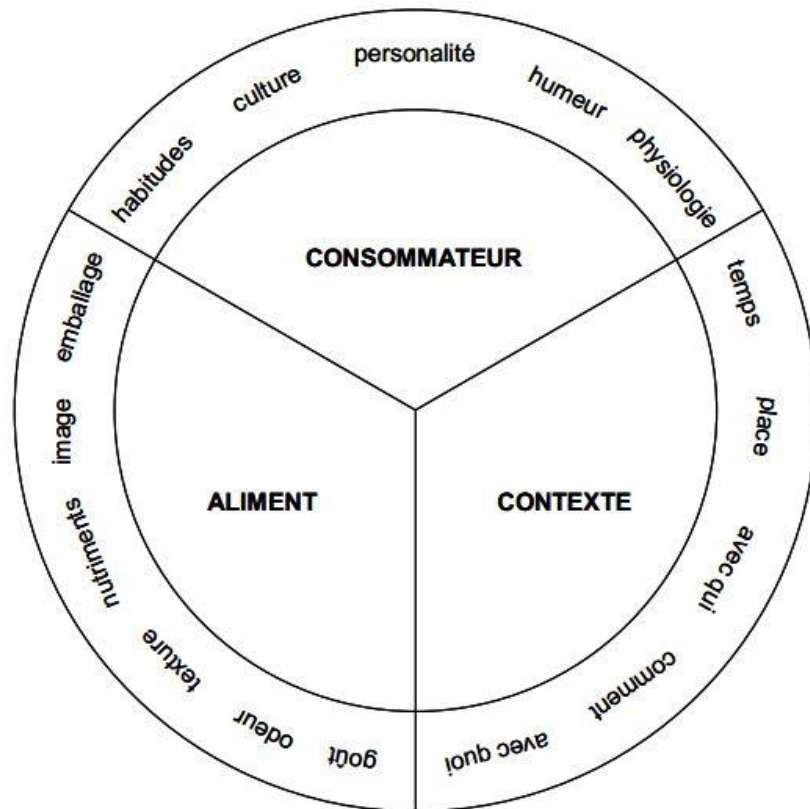 habitudes
culture
personalité
humeur
physiologie
CONSOMMATEUR
temps
place
avec qui
comment
avec quoi
CONTEXTE
goût
odeur
texture
nutriments
image
emballage
ALIMENT